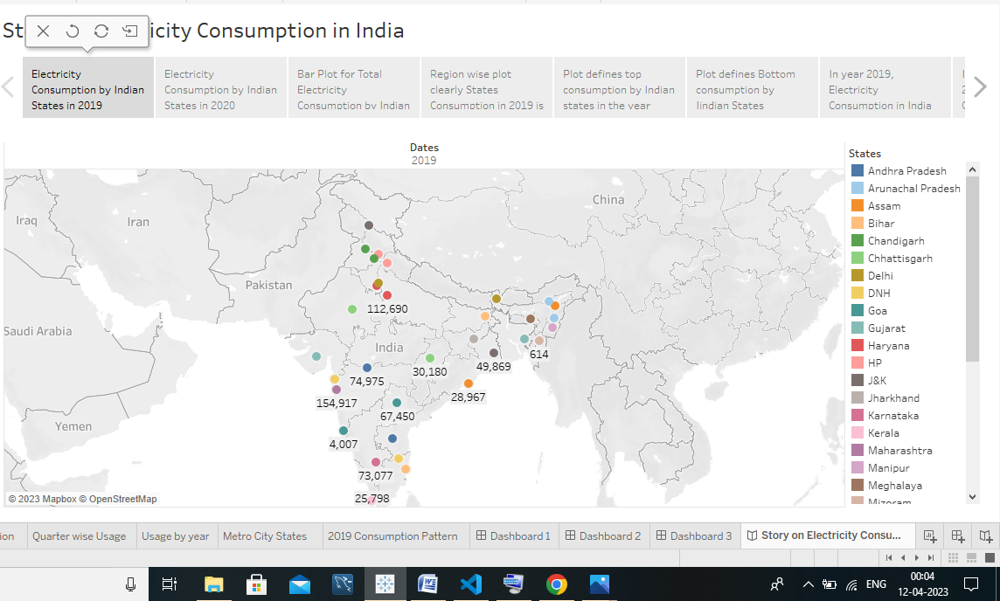 St
icity Consumption in India
Electricity
Consumption by Indian
States in 2019
Electricity
Consumption by Indian
States in 2020
Bar Plot for Total
Electricity
Consumption by Indian
Region wise plot
clearly States
Consumption in 2019 is
Plot defines top
consumption by Indian
states in the year
Plot defines Bottom
consumption by
Iindian States
In year 2019,
Electricity
Consumption in India
Dates
2019
States
Andhra Pradesh
Arunachal Pradesh
Assam
Bihar
Chandigarh
Chhattisgarh
Delhi
DNH
Goa
Gujarat
Haryana
HP
J&K
Jharkhand
Karnataka
Kerala
Maharashtra
Manipur
Meghalaya
Mizoram
China
Iraq
Iran
Pakistan
112,690
Saudi Arabia
India
614
49,869
30,180
74,975
28,967
154,917
67,450
Yemen
4,007
73,077
25,798
© 2023 Mapbox © OpenStreetMap
ion
Quarter wise Usage
Usage by year
Metro City States
2019 Consumption Pattern
Dashboard 1
Dashboard 2
Dashboard 3
Story on Electricity Consu...
ENG
00:04
12-04-2023